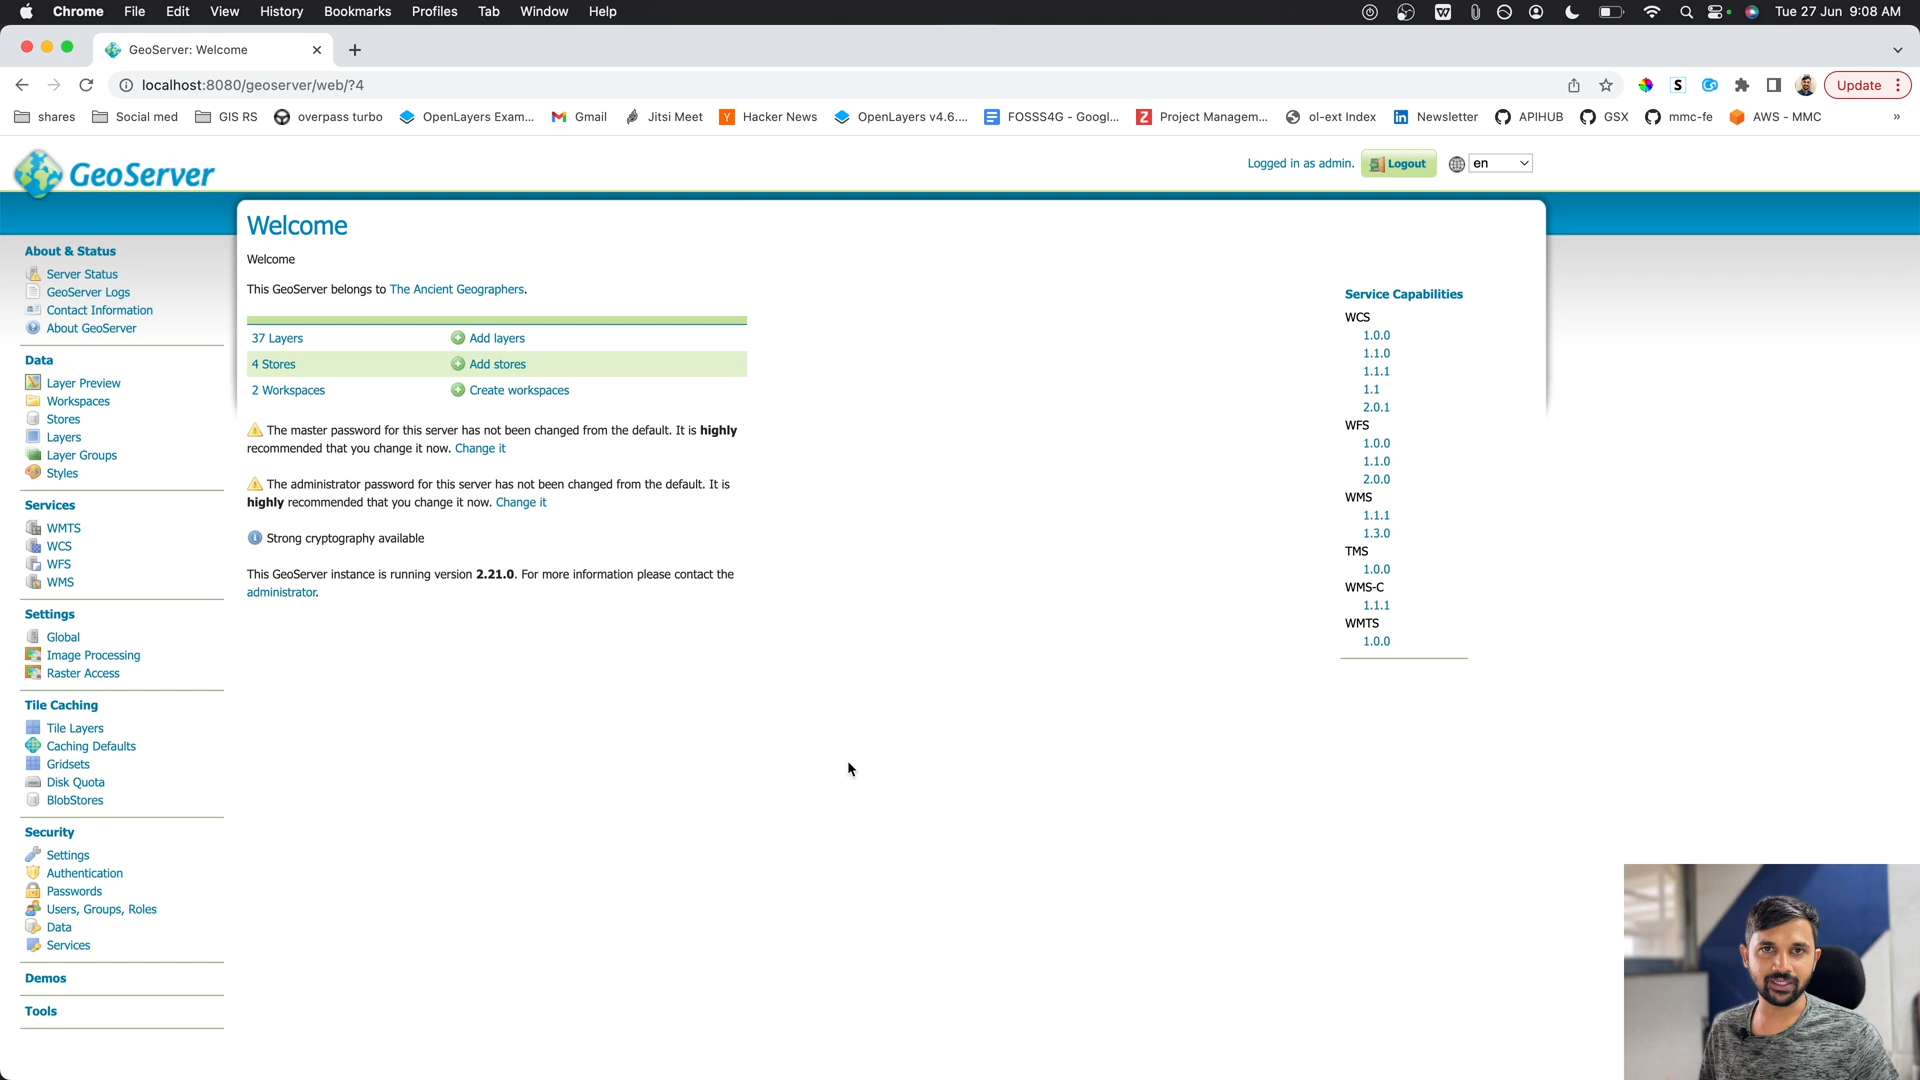 Chrome File Edit View History Bookmarks Profiles Tab Window Help Tue 27 Jun 9:08 AM
GeoServer: Welcome
localhost:8080/geoserver/web/?4 Update
shares Social med GIS RS overpass turbo OpenLayers Exam... Gmail Jitsi Meet Hacker News OpenLayers v4.6.... FOSSS4G - Googl... Project Managem... ol-ext Index Newsletter APIHUB GSX mmc-fe AWS - MMC »
GeoServer
Logged in as admin. Logout en
About & Status
Server Status
GeoServer Logs
Contact Information
About GeoServer
Data
Layer Preview
Workspaces
Stores
Layers
Layer Groups
Styles
Services
WMTS
WCS
WFS
WMS
Settings
Global
Image Processing
Raster Access
Tile Caching
Tile Layers
Caching Defaults
Gridsets
Disk Quota
BlobStores
Security
Settings
Authentication
Passwords
Users, Groups, Roles
Data
Services
Demos
Tools
Welcome
Welcome
This GeoServer belongs to The Ancient Geographers.
37 Layers Add layers
4 Stores Add stores
2 Workspaces Create workspaces
The master password for this server has not been changed from the default. It is highly
recommended that you change it now. Change it
The administrator password for this server has not been changed from the default. It is
highly recommended that you change it now. Change it
Strong cryptography available
This GeoServer instance is running version 2.21.0. For more information please contact the
administrator.
Service Capabilities
WCS
1.0.0
1.1.0
1.1.1
1.1
2.0.1
WFS
1.0.0
1.1.0
2.0.0
WMS
1.1.1
1.3.0
TMS
1.0.0
WMS-C
1.1.1
WMTS
1.0.0